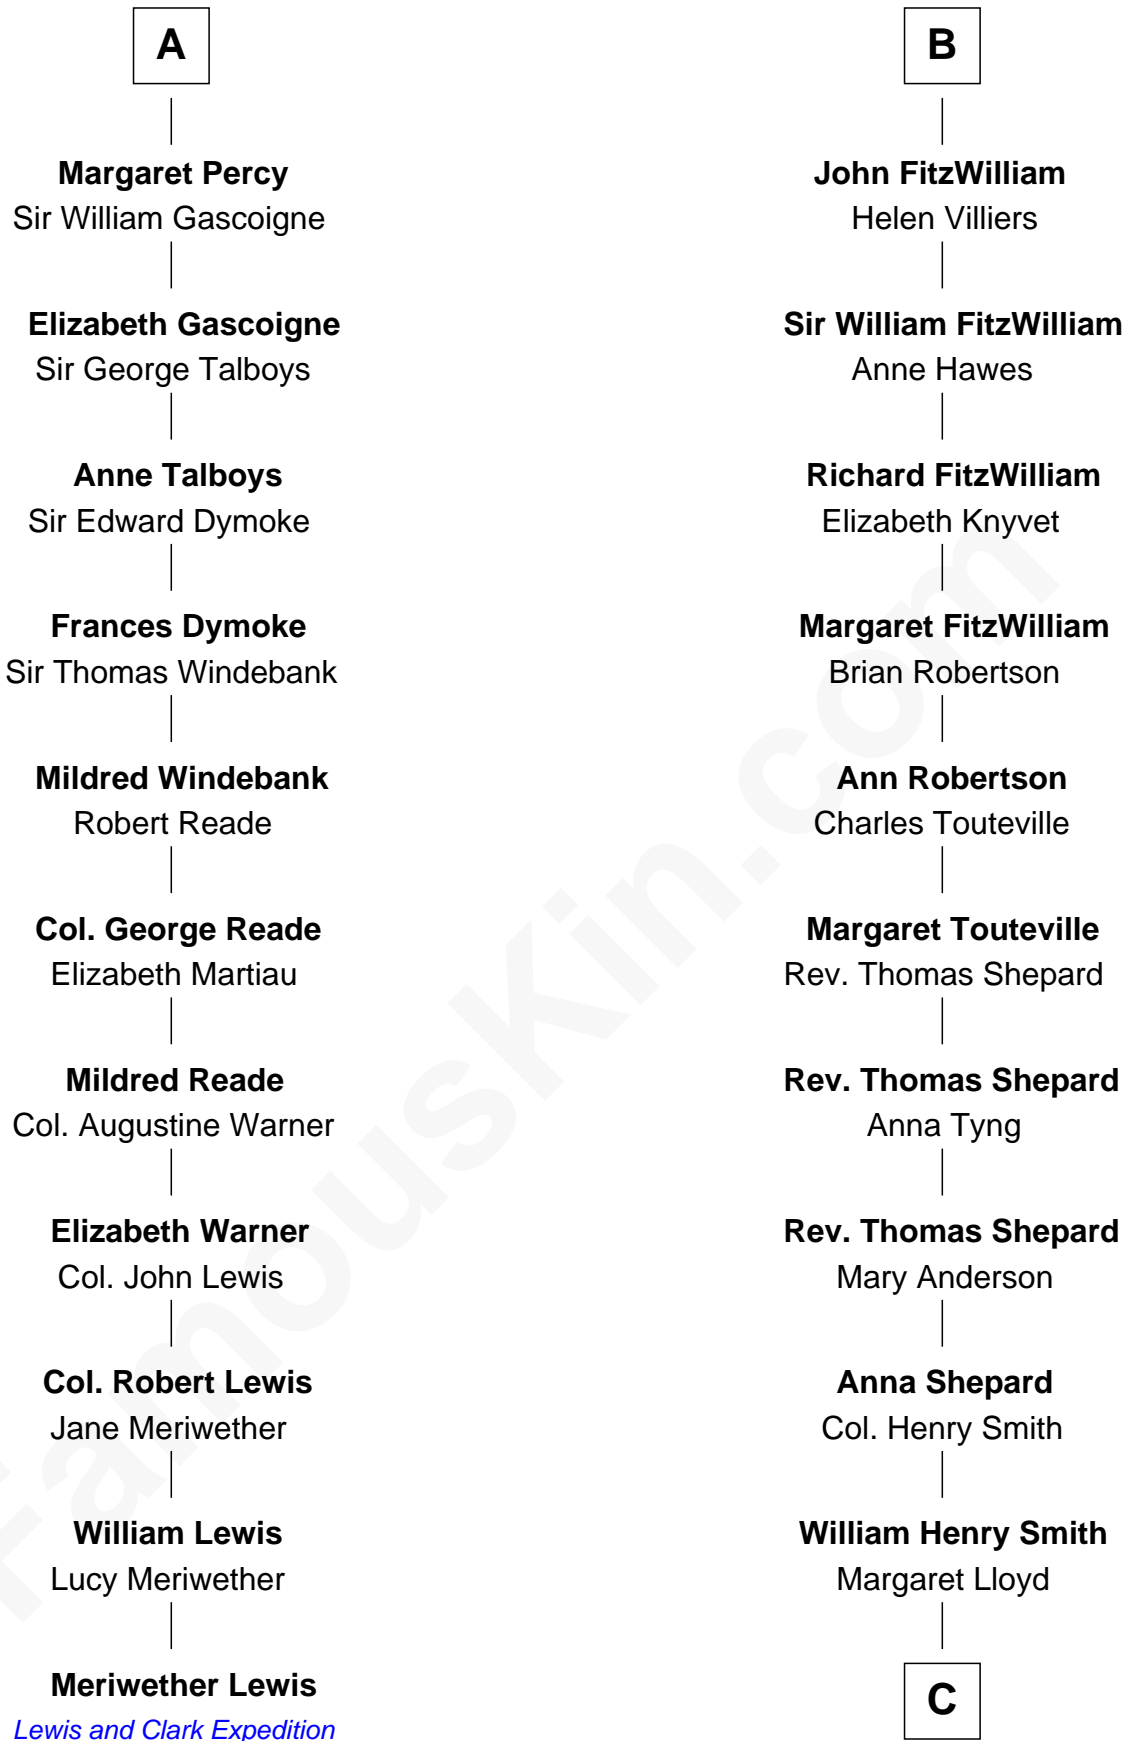 A
Margaret Percy
Sir William Gascoigne
Elizabeth Gascoigne
Sir George Talboys
Anne Talboys
Sir Edward Dymoke
Frances Dymoke
Sir Thomas Windebank
Mildred Windebank
Robert Reade
Col. George Reade
Elizabeth Martiau
Mildred Reade
Col. Augustine Warner
Elizabeth Warner
Col. John Lewis
Col. Robert Lewis
Jane Meriwether
William Lewis
Lucy Meriwether
Meriwether Lewis
Lewis and Clark Expedition
B
John FitzWilliam
Helen Villiers
Sir William FitzWilliam
Anne Hawes
Richard FitzWilliam
Elizabeth Knyvet
Margaret FitzWilliam
Brian Robertson
Ann Robertson
Charles Touteville
Margaret Touteville
Rev. Thomas Shepard
Rev. Thomas Shepard
Anna Tyng
Rev. Thomas Shepard
Mary Anderson
Anna Shepard
Col. Henry Smith
William Henry Smith
Margaret Lloyd
C
FamousKin.com